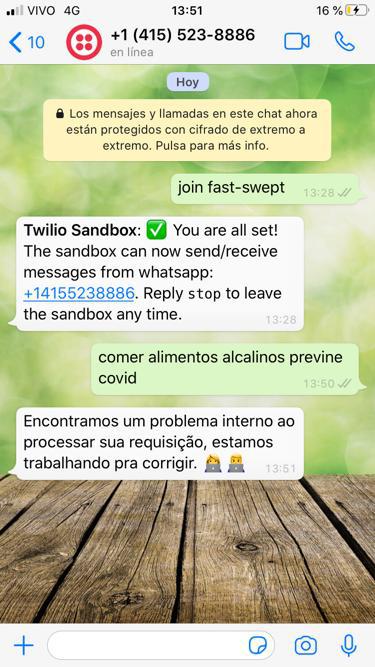 VIVO 4G 13:51 16 %
10 +1 (415) 523-8886
en línea
Hoy
Los mensajes y llamadas en este chat ahora
están protegidos con cifrado de extremo a
extremo. Pulsa para más info.
join fast-swept 13:28
Twilio Sandbox: ✅ You are all set!
The sandbox can now send/receive
messages from whatsapp:
+14155238886. Reply stop to leave
the sandbox any time.
13:28
comer alimentos alcalinos previne
covid 13:50
Encontramos um problema interno ao
processar sua requisição, estamos
trabalhando pra corrigir. 13:51